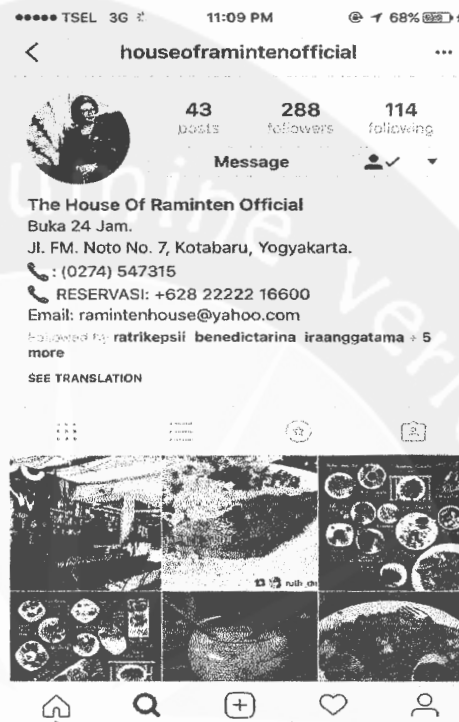 TSEL 3G 11:09 PM 68%
houseoframintenofficial
43 288 114
posts followers following
Message
The House Of Raminten Official
Buka 24 Jam.
Jl. FM. Noto No. 7, Kotabaru, Yogyakarta.
: (0274) 547315
RESERVASI: +628 22222 16600
Email: ramintenhouse@yahoo.com
Followed by ratrikepsii benedictarina iraanggatama + 5
more
SEE TRANSLATION